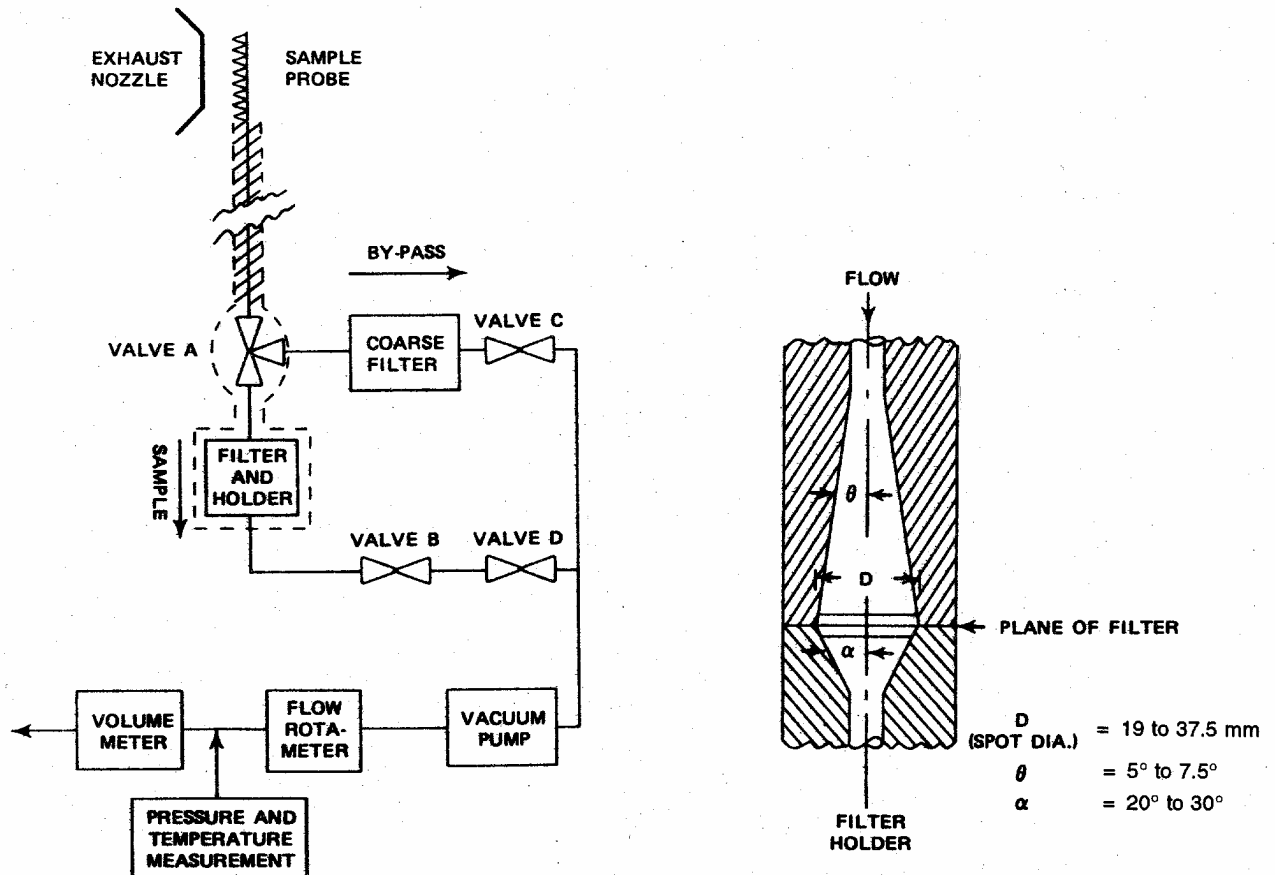 EXHAUST
NOZZLE
SAMPLE
PROBE
BY-PASS
VALVE A
COARSE
FILTER
VALVE C
SAMPLE
FILTER
AND
HOLDER
VALVE B
VALVE D
VOLUME
METER
FLOW
ROTA-
METER
VACUUM
PUMP
PRESSURE AND
TEMPERATURE
MEASUREMENT
FLOW
θ
D
PLANE OF FILTER
α
FILTER
HOLDER
D
(SPOT DIA.) = 19 to 37.5 mm
θ = 5° to 7.5°
α = 20° to 30°